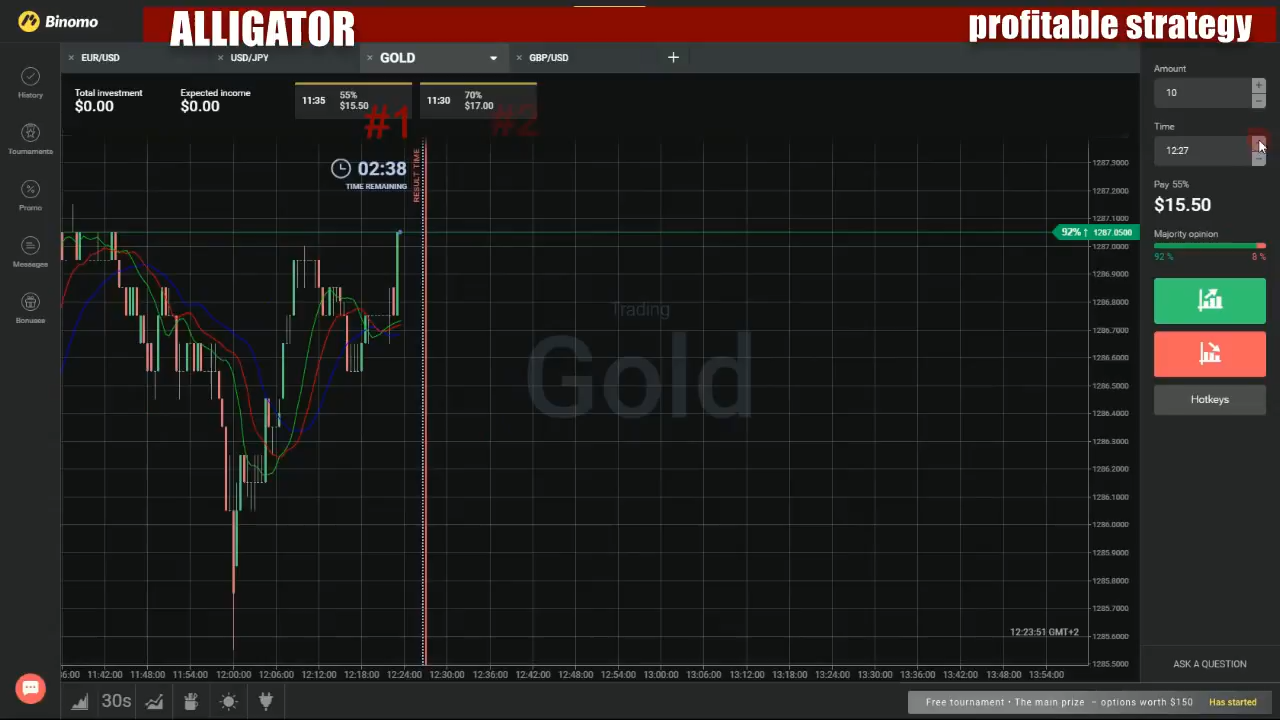 Binomo
ALLIGATOR
profitable strategy
EUR/USD
USD/JPY
GOLD
GBP/USD
+
Total investment
$0.00
Expected income
$0.00
11:35
55%
$15.50
11:30
70%
$17.00
#1
#2
History
Tournaments
Promo
Messages
Bonuses
02:38
TIME REMAINING
RESULT TIME
Trading
Gold
92% ↑ 1287.0500
1287.3000
1287.2000
1287.1000
1287.0000
1286.9000
1286.8000
1286.7000
1286.6000
1286.5000
1286.4000
1286.3000
1286.2000
1286.1000
1286.0000
1285.9000
1285.8000
1285.7000
1285.6000
1285.5000
12:23:51 GMT+2
36:00 11:42:00 11:48:00 11:54:00 12:00:00 12:06:00 12:12:00 12:18:00 12:24:00 12:30:00 12:36:00 12:42:00 12:48:00 12:54:00 13:00:00 13:06:00 13:12:00 13:18:00 13:24:00 13:30:00 13:36:00 13:42:00 13:48:00 13:54:00
Amount
10
Time
12:27
Pay 55%
$15.50
Majority opinion
92 %
8 %
Hotkeys
ASK A QUESTION
30s
Free tournament • The main prize – options worth $150 Has started